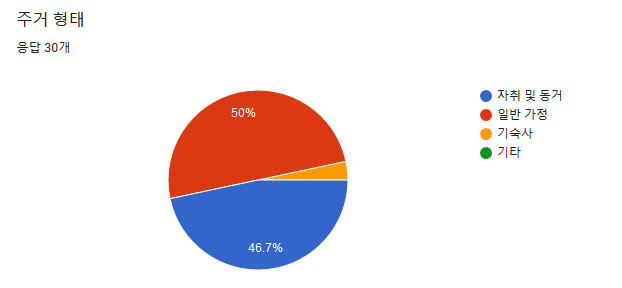 주거 형태
응답 30개
50%
46.7%
자취 및 동거
일반 가정
기숙사
기타